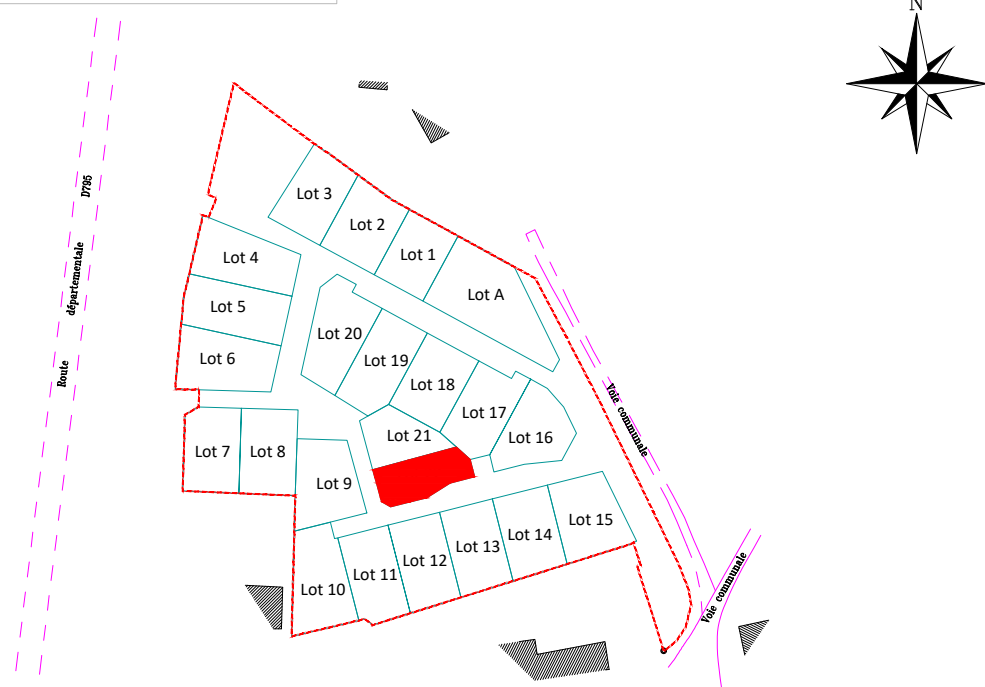 N
Route départementale D795
Lot 3
Lot 2
Lot 1
Lot A
Lot 4
Lot 5
Lot 6
Lot 20
Lot 19
Lot 18
Lot 17
Lot 16
Lot 21
Lot 7
Lot 8
Lot 9
Lot 10
Lot 11
Lot 12
Lot 13
Lot 14
Lot 15
Voie communale
Voie communale